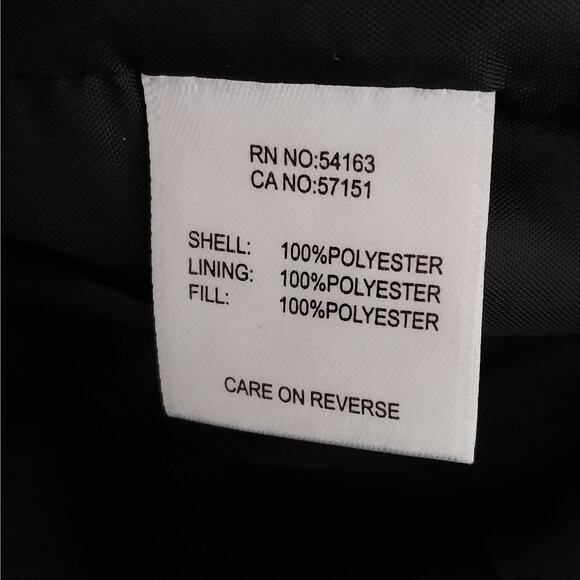 RN NO:54163
CA NO:57151
SHELL: 100%POLYESTER
LINING: 100%POLYESTER
FILL: 100%POLYESTER
CARE ON REVERSE